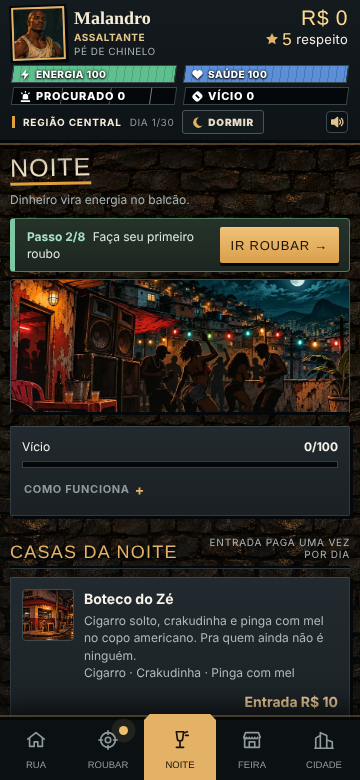 Malandro
ASSALTANTE
PÉ DE CHINELO
R$ 0
5 respeito
ENERGIA 100
SAÚDE 100
PROCURADO 0
VÍCIO 0
REGIÃO CENTRAL DIA 1/30 DORMIR
NOITE
Dinheiro vira energia no balcão.
Passo 2/8 Faça seu primeiro
roubo
IR ROUBAR →
Vício 0/100
COMO FUNCIONA +
CASAS DA NOITE
ENTRADA PAGA UMA VEZ
POR DIA
Boteco do Zé
Cigarro solto, crakudinha e pinga com mel
no copo americano. Pra quem ainda não é
ninguém.
Cigarro · Crakudinha · Pinga com mel
Entrada R$ 10
RUA
ROUBAR
NOITE
FEIRA
CIDADE